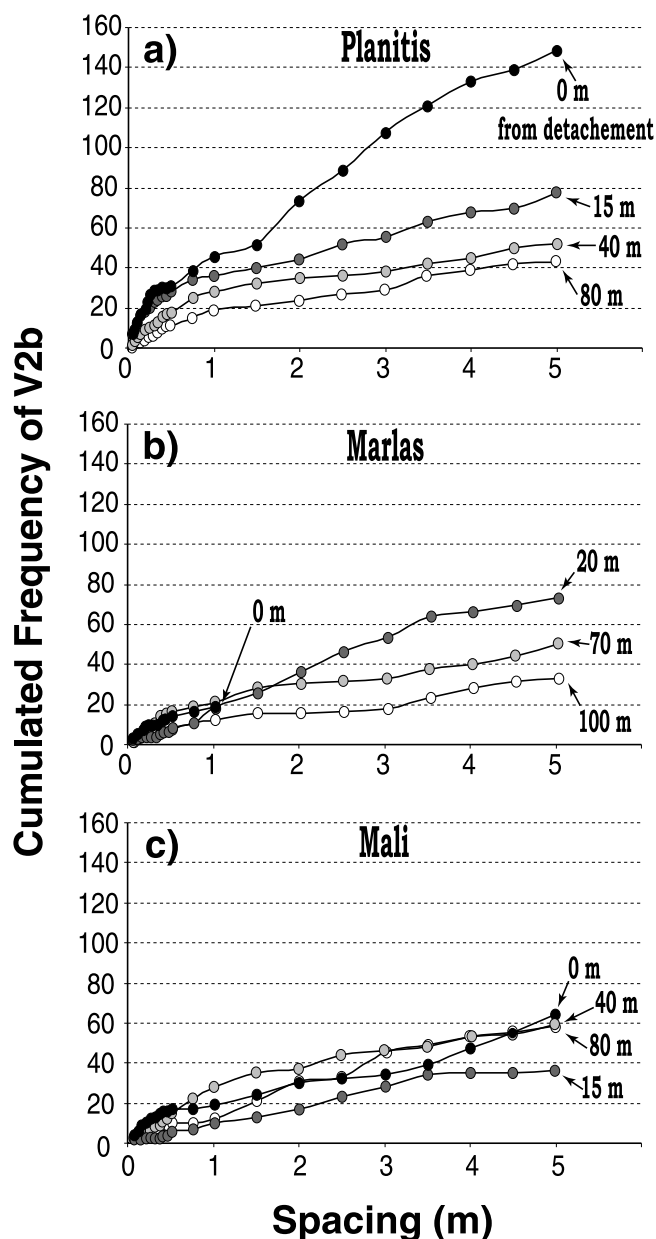 Cumulated Frequency of V2b
a)
Planitis
160
140
120
100
80
60
40
20
0
0 m
from detachement
15 m
40 m
80 m
0 1 2 3 4 5
b)
Marlas
160
140
120
100
80
60
40
20
0
0 m
20 m
70 m
100 m
0 1 2 3 4 5
c)
Mali
160
140
120
100
80
60
40
20
0
0 m
40 m
80 m
15 m
0 1 2 3 4 5
Spacing (m)